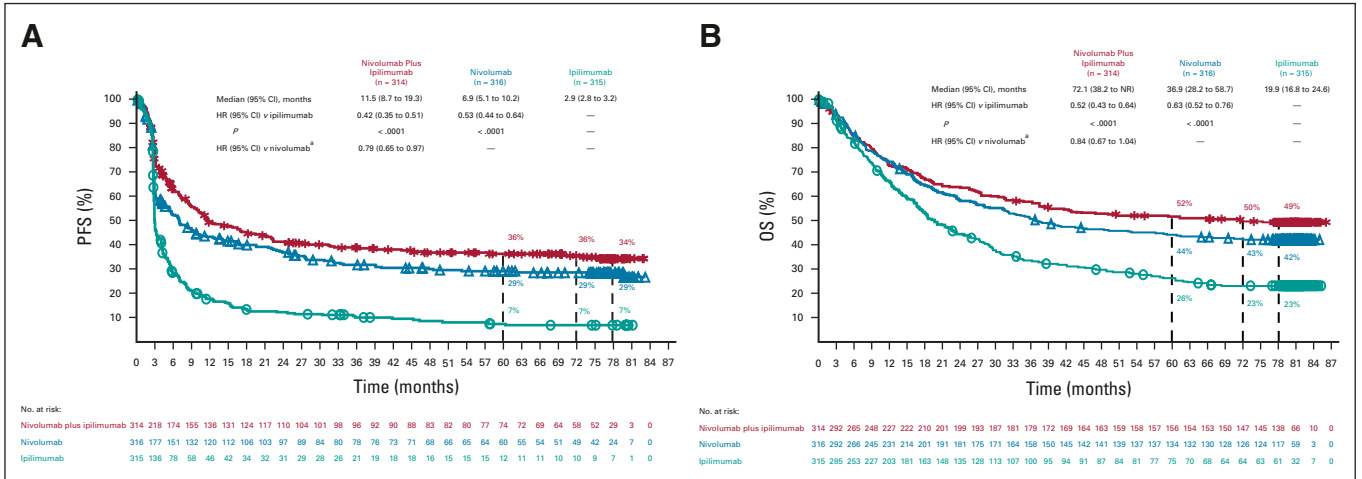 A
Nivolumab Plus
Ipilimumab
(n = 314)
Nivolumab
(n = 316)
Ipilimumab
(n = 315)
Median (95% CI), months 11.5 (8.7 to 19.3) 6.9 (5.1 to 10.2) 2.9 (2.8 to 3.2)
HR (95% CI) v ipilimumab 0.42 (0.35 to 0.51) 0.53 (0.44 to 0.64) —
P < .0001 < .0001 —
HR (95% CI) v nivolumabᵃ 0.79 (0.65 to 0.97) — —
PFS (%)
100
90
80
70
60
50
40
30
20
10
36% 36% 34%
29% 29% 29%
7% 7% 7%
0 3 6 9 12 15 18 21 24 27 30 33 36 39 42 45 48 51 54 57 60 63 66 69 72 75 78 81 84 87
Time (months)
No. at risk:
Nivolumab plus ipilimumab 314 218 174 155 136 131 124 117 110 104 101 98 96 92 90 88 83 82 80 77 74 72 69 64 58 52 29 3 0
Nivolumab 316 177 151 132 120 112 106 103 97 89 84 80 78 76 73 71 68 66 65 64 60 55 54 51 49 42 24 7 0
Ipilimumab 315 136 78 58 46 42 34 32 31 29 28 26 21 19 18 18 16 15 15 15 12 11 11 10 10 9 7 1 0
B
Nivolumab Plus
Ipilimumab
(n = 314)
Nivolumab
(n = 316)
Ipilimumab
(n = 315)
Median (95% CI), months 72.1 (38.2 to NR) 36.9 (28.2 to 58.7) 19.9 (16.8 to 24.6)
HR (95% CI) v ipilimumab 0.52 (0.43 to 0.64) 0.63 (0.52 to 0.76) —
P < .0001 < .0001 —
HR (95% CI) v nivolumabᵃ 0.84 (0.67 to 1.04) — —
OS (%)
100
90
80
70
60
50
40
30
20
10
52% 50% 49%
44% 43% 42%
26% 23% 23%
0 3 6 9 12 15 18 21 24 27 30 33 36 39 42 45 48 51 54 57 60 63 66 69 72 75 78 81 84 87
Time (months)
No. at risk:
Nivolumab plus ipilimumab 314 292 265 248 227 222 210 201 199 193 187 181 179 172 169 164 163 159 158 157 156 154 153 150 147 145 138 66 10 0
Nivolumab 316 292 266 245 231 214 201 191 181 175 171 164 158 150 145 142 141 139 137 137 134 132 130 128 126 124 117 59 3 0
Ipilimumab 315 285 253 227 203 181 163 148 135 128 113 107 100 95 94 91 87 84 81 77 75 70 68 64 64 63 61 32 7 0